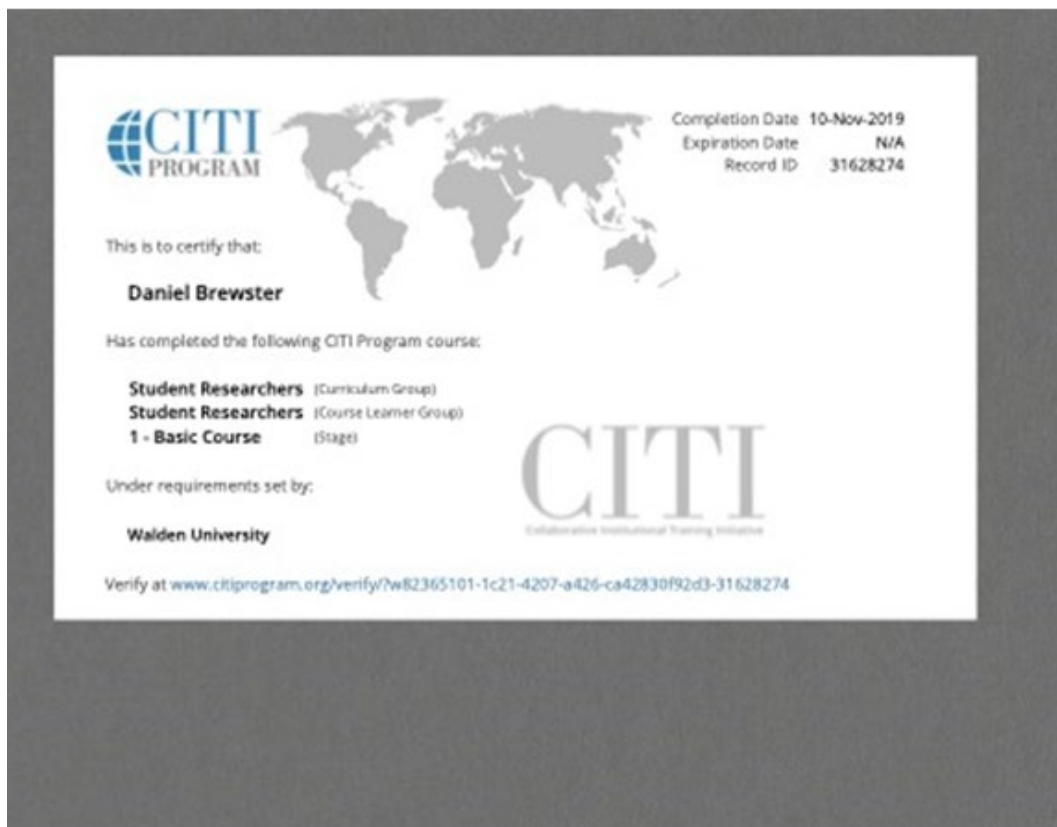 CITI
PROGRAM
Completion Date 10-Nov-2019
Expiration Date N/A
Record ID 31628274
This is to certify that:
Daniel Brewster
Has completed the following CITI Program course:
Student Researchers (Curriculum Group)
Student Researchers (Course Learner Group)
1 - Basic Course (Stage)
Under requirements set by:
Walden University
CITI
Collaborative Institutional Training Initiative
Verify at www.citiprogram.org/verify/?w82365101-1c21-4207-a426-ca42830f92d3-31628274